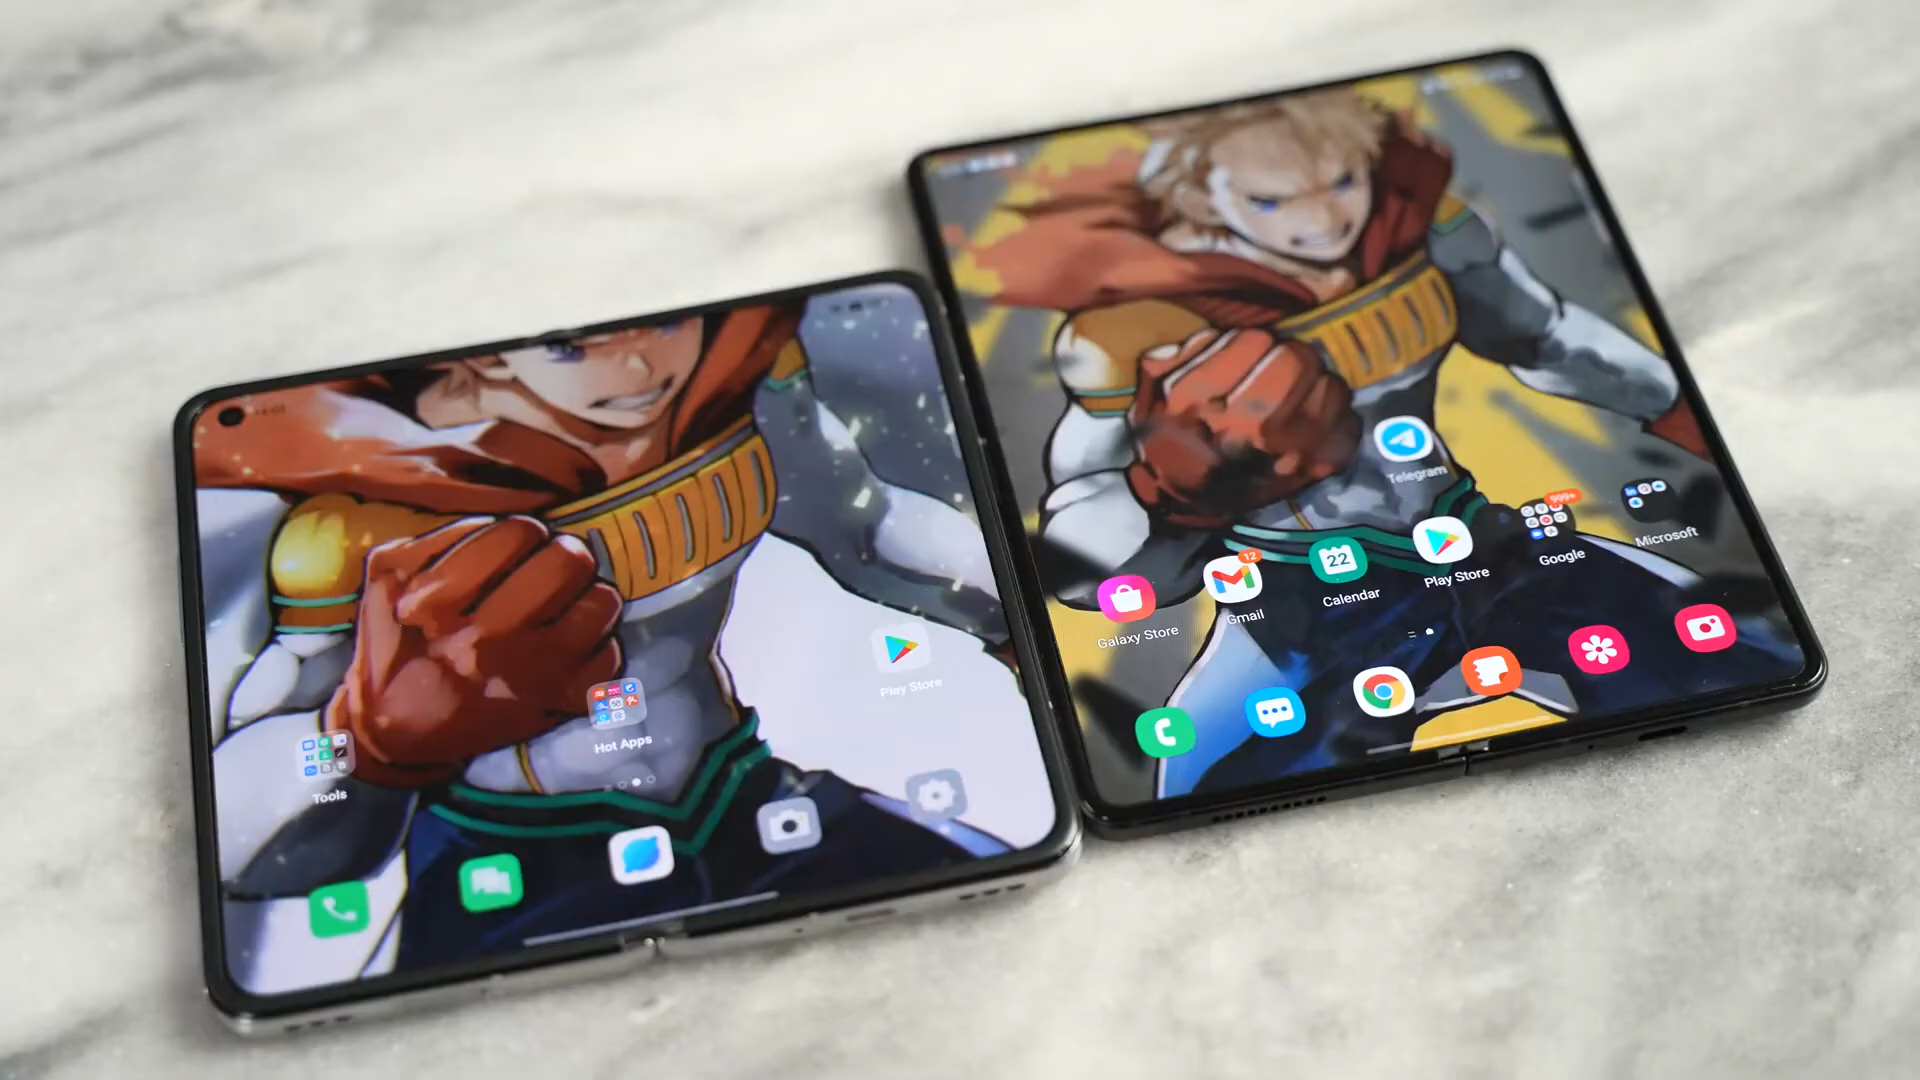 Telegram
999+
Microsoft
Google
Play Store
22
Calendar
12
Gmail
Galaxy Store
Play Store
Hot Apps
Tools